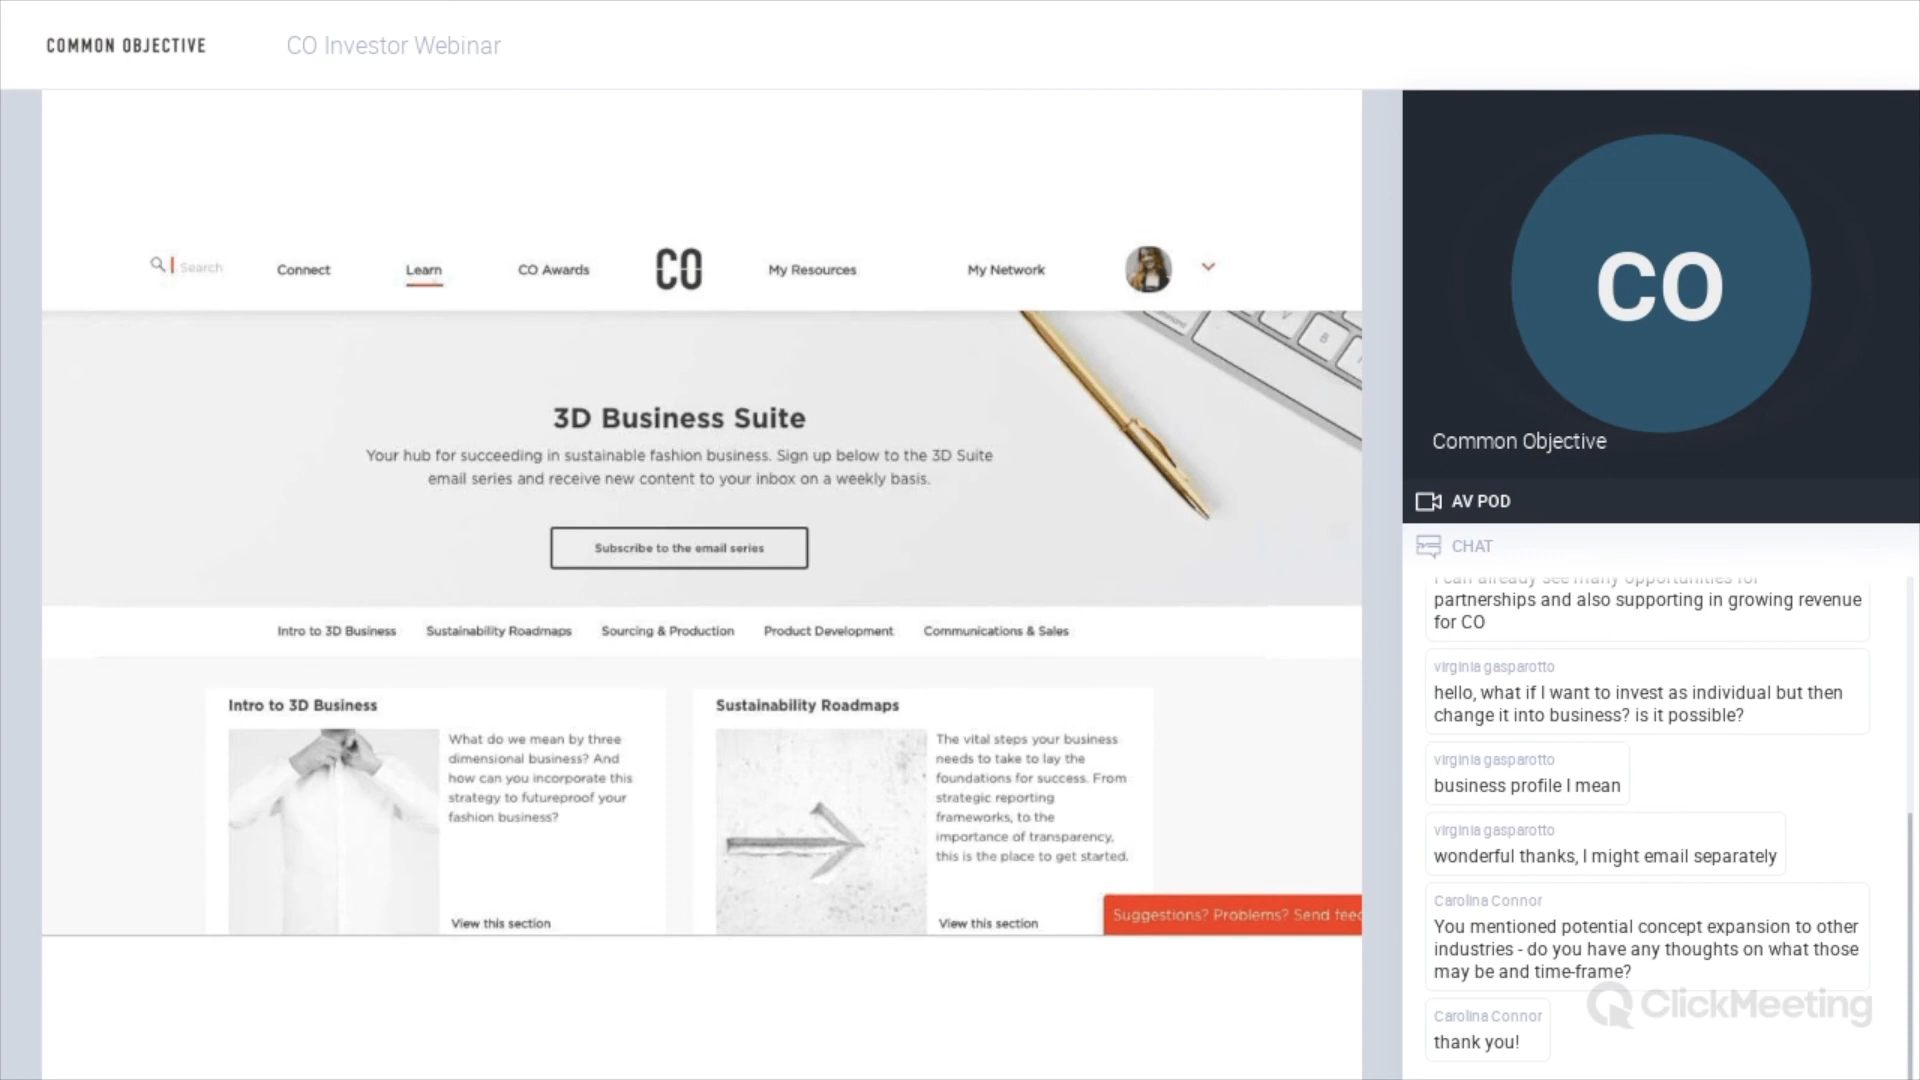 COMMON OBJECTIVE
CO Investor Webinar
Search
Connect
Learn
CO Awards
CO
My Resources
My Network
3D Business Suite
Your hub for succeeding in sustainable fashion business. Sign up below to the 3D Suite
email series and receive new content to your inbox on a weekly basis.
Subscribe to the email series
Intro to 3D Business
Sustainability Roadmaps
Sourcing & Production
Product Development
Communications & Sales
Intro to 3D Business
What do we mean by three
dimensional business? And
how can you incorporate this
strategy to futureproof your
fashion business?
View this section
Sustainability Roadmaps
The vital steps your business
needs to take to lay the
foundations for success. From
strategic reporting
frameworks, to the
importance of transparency,
this is the place to get started.
View this section
Suggestions? Problems? Send feed
CO
Common Objective
AV POD
CHAT
I can already see many opportunities for
partnerships and also supporting in growing revenue
for CO
virginia gasparotto
hello, what if I want to invest as individual but then
change it into business? is it possible?
virginia gasparotto
business profile I mean
virginia gasparotto
wonderful thanks, I might email separately
Carolina Connor
You mentioned potential concept expansion to other
industries - do you have any thoughts on what those
may be and time-frame?
Carolina Connor
thank you!
ClickMeeting